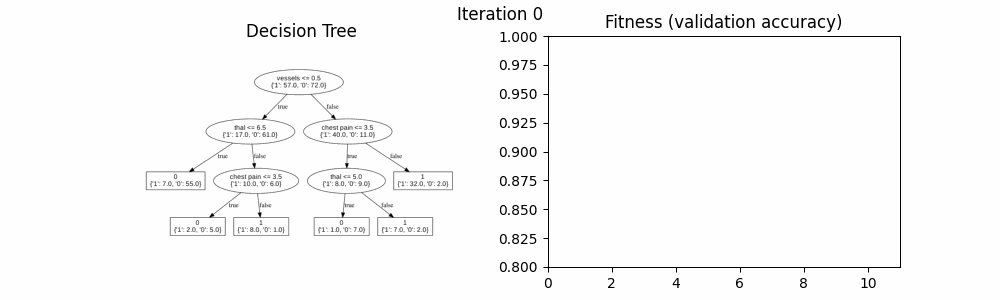 Iteration 0
Decision Tree
vessels <= 0.5
{'1': 57.0, '0': 72.0}
true
false
thal <= 6.5
{'1': 17.0, '0': 61.0}
chest pain <= 3.5
{'1': 40.0, '0': 11.0}
true
false
true
false
0
{'1': 7.0, '0': 55.0}
chest pain <= 3.5
{'1': 10.0, '0': 6.0}
thal <= 5.0
{'1': 8.0, '0': 9.0}
1
{'1': 32.0, '0': 2.0}
true
false
true
false
0
{'1': 2.0, '0': 5.0}
1
{'1': 8.0, '0': 1.0}
0
{'1': 1.0, '0': 7.0}
1
{'1': 7.0, '0': 2.0}
Fitness (validation accuracy)
1.000
0.975
0.950
0.925
0.900
0.875
0.850
0.825
0.800
0
2
4
6
8
10